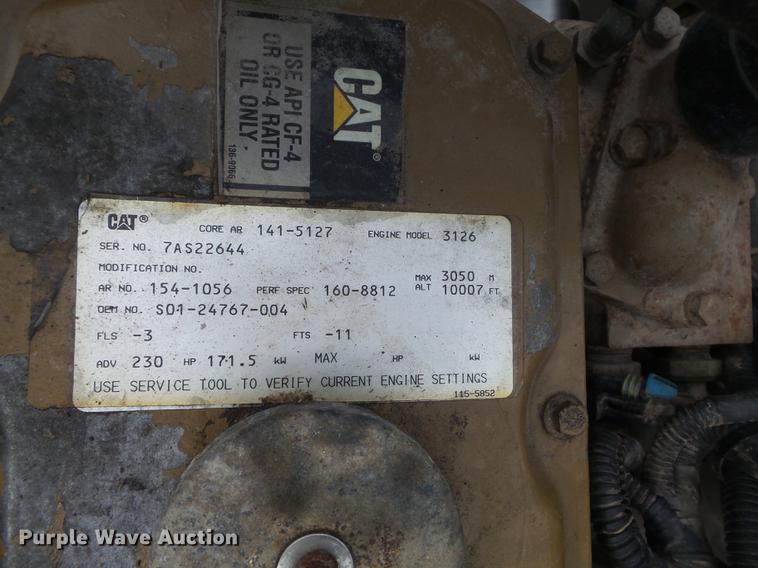 CAT®
USE API CF-4
OR CG-4 RATED
OIL ONLY.
136-9066
CAT®
CORE AR 141-5127 ENGINE MODEL 3126
SER. NO. 7AS22644
MODIFICATION NO.
AR NO. 154-1056 PERF SPEC 160-8812 MAX ALT 3050 M 10007 FT
OEM NO. S01-24767-004
FLS -3 FTS -11
ADV 230 HP 171.5 kW MAX HP kW
USE SERVICE TOOL TO VERIFY CURRENT ENGINE SETTINGS
115-5852
Purple Wave Auction®